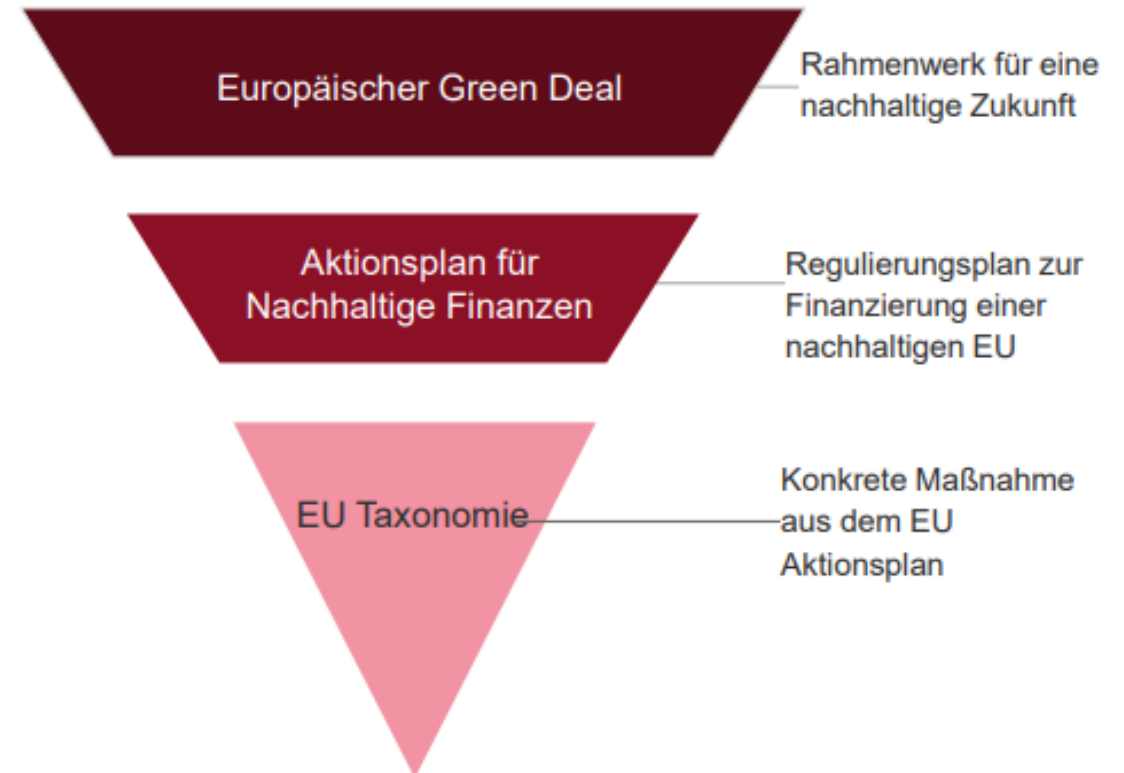 Europäischer Green Deal
Rahmenwerk für eine
nachhaltige Zukunft
Aktionsplan für
Nachhaltige Finanzen
Regulierungsplan zur
Finanzierung einer
nachhaltigen EU
EU Taxonomie
Konkrete Maßnahme
aus dem EU
Aktionsplan